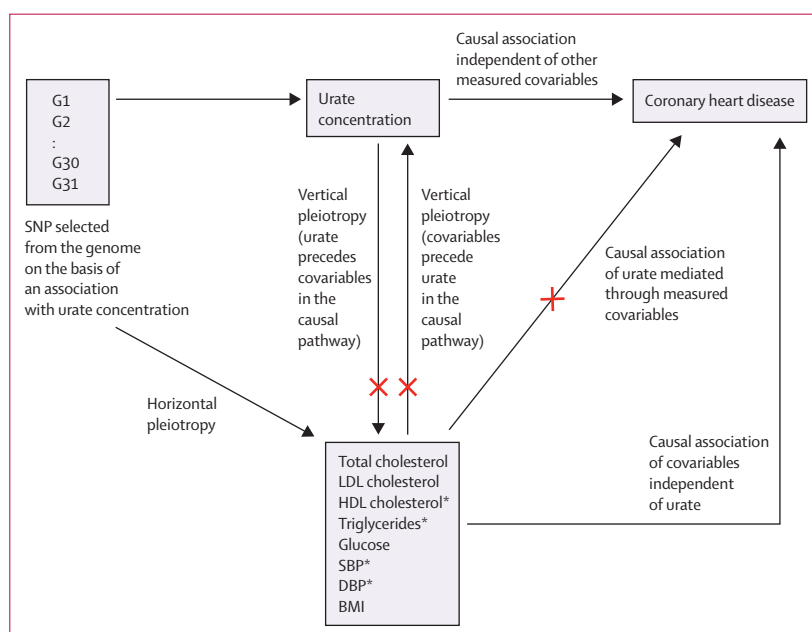 G1
G2
:
G30
G31
SNP selected
from the genome
on the basis of
an association
with urate concentration
Urate
concentration
Causal association
independent of other
measured covariables
Coronary heart disease
Vertical
pleiotropy
(urate
precedes
covariables
in the
causal
pathway)
Vertical
pleiotropy
(covariables
precede
urate
in the
causal
pathway)
Causal association
of urate mediated
through measured
covariables
Horizontal
pleiotropy
Total cholesterol
LDL cholesterol
HDL cholesterol*
Triglycerides*
Glucose
SBP*
DBP*
BMI
Causal association
of covariables
independent
of urate